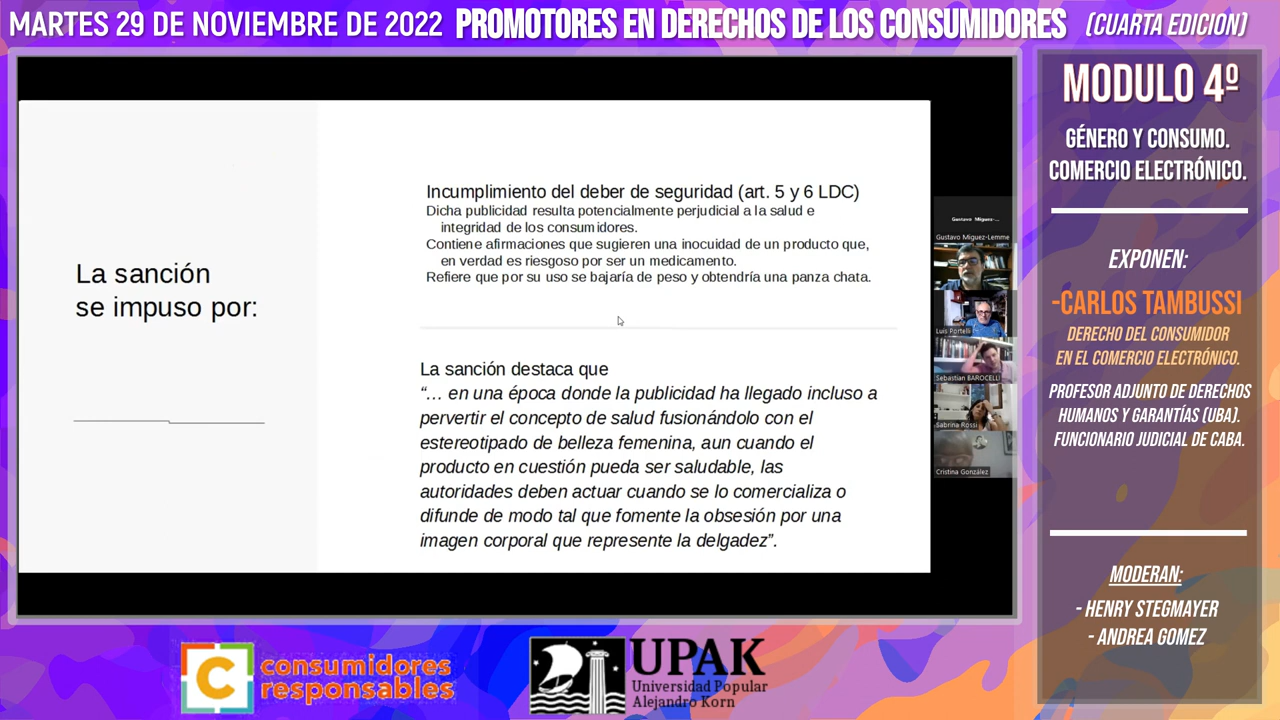 MARTES 29 DE NOVIEMBRE DE 2022 PROMOTORES EN DERECHOS DE LOS CONSUMIDORES (CUARTA EDICION)
La sanción
se impuso por:
Incumplimiento del deber de seguridad (art. 5 y 6 LDC)
Dicha publicidad resulta potencialmente perjudicial a la salud e
integridad de los consumidores.
Contiene afirmaciones que sugieren una inocuidad de un producto que,
en verdad es riesgoso por ser un medicamento.
Refiere que por su uso se bajaría de peso y obtendría una panza chata.
La sanción destaca que
“… en una época donde la publicidad ha llegado incluso a
pervertir el concepto de salud fusionándolo con el
estereotipado de belleza femenina, aun cuando el
producto en cuestión pueda ser saludable, las
autoridades deben actuar cuando se lo comercializa o
difunde de modo tal que fomente la obsesión por una
imagen corporal que represente la delgadez”.
Gustavo Miguez-...
Gustavo Miguez-Lemme
Luis Portelli
Sebastian BAROCELLI
Sabrina Rossi
Cristina González
MODULO 4º
GÉNERO Y CONSUMO.
COMERCIO ELECTRÓNICO.
EXPONEN:
-CARLOS TAMBUSSI
DERECHO DEL CONSUMIDOR
EN EL COMERCIO ELECTRÓNICO.
PROFESOR ADJUNTO DE DERECHOS
HUMANOS Y GARANTÍAS (UBA).
FUNCIONARIO JUDICIAL DE CABA.
MODERAN:
- HENRY STEGMAYER
- ANDREA GOMEZ
C
consumidores
responsables
UPAK
Universidad Popular
Alejandro Korn